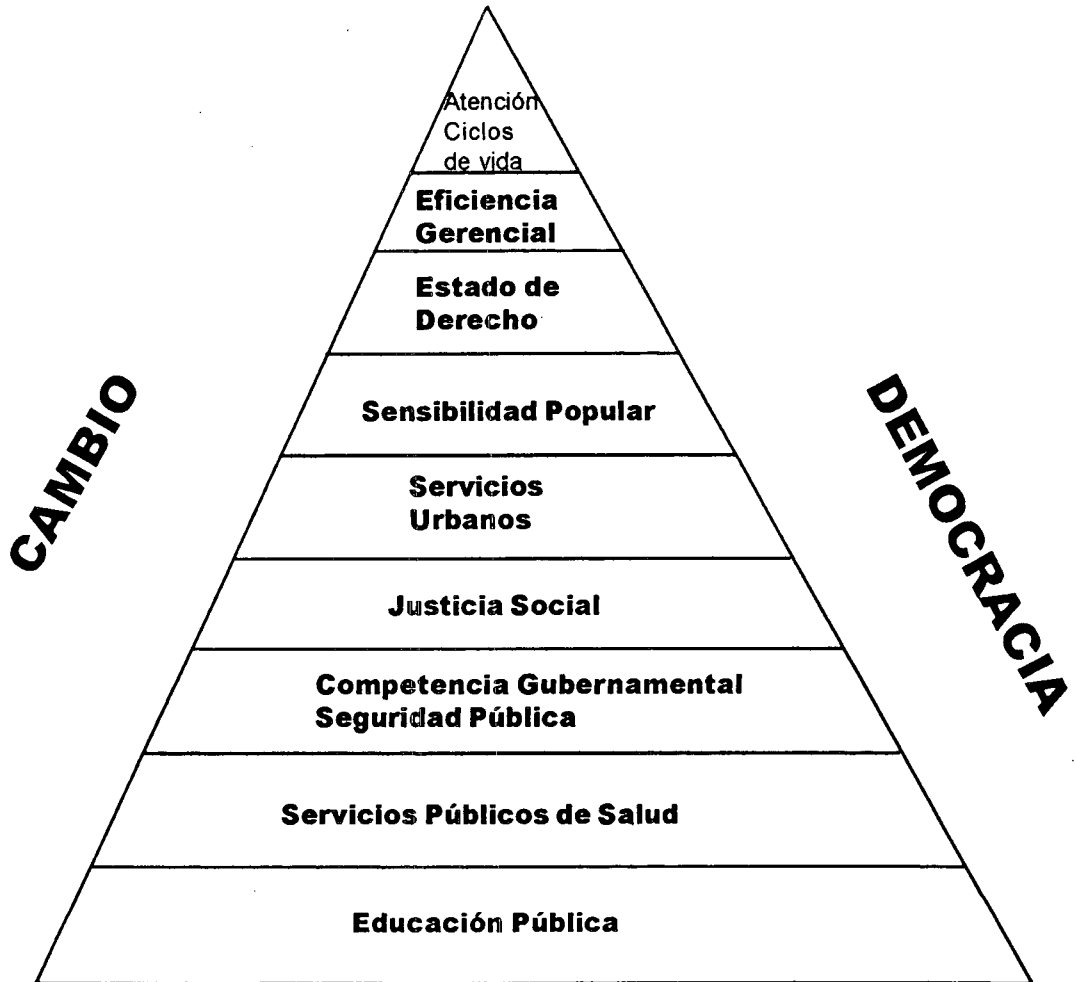 Atención
Ciclos
de vida
Eficiencia
Gerencial
Estado de
Derecho
Sensibilidad Popular
Servicios
Urbanos
Justicia Social
Competencia Gubernamental
Seguridad Pública
Servicios Públicos de Salud
Educación Pública
CAMBIO
DEMOCRACIA